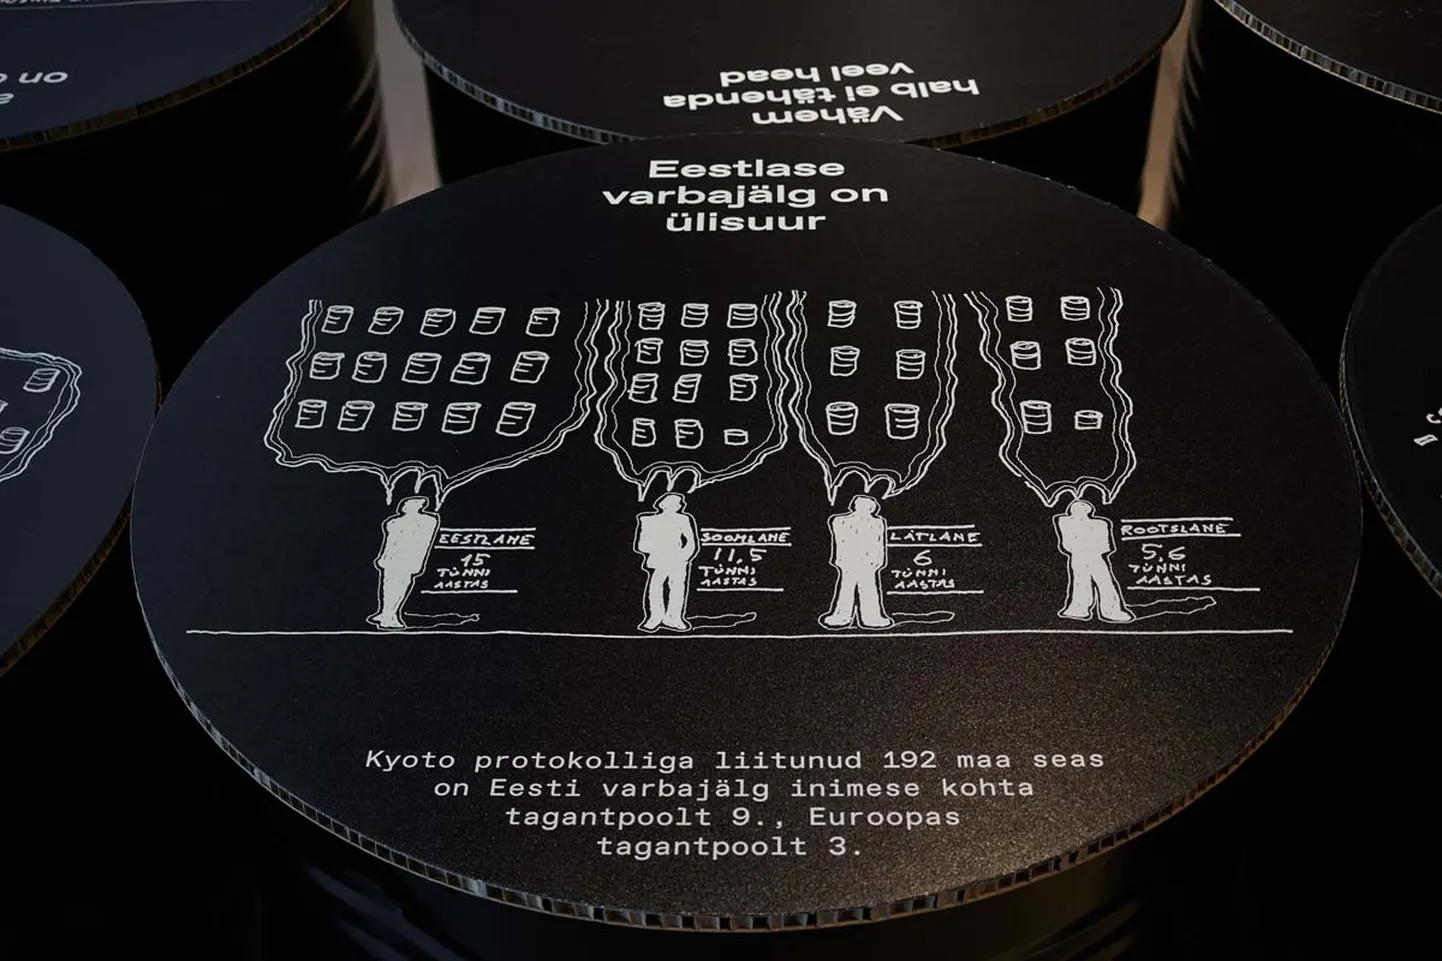 Vähem
halb ei tähenda
veel head
Eestlase
varbajälg on
ülisuur
EESTLANE
15
TÜNNI
AASTAS
SOOMLANE
11,5
TÜNNI
AASTAS
LÄTLANE
6
TÜNNI
AASTAS
ROOTSLANE
5,6
TÜNNI
AASTAS
Kyoto protokolliga liitunud 192 maa seas
on Eesti varbajälg inimese kohta
tagantpoolt 9., Euroopas
tagantpoolt 3.
on